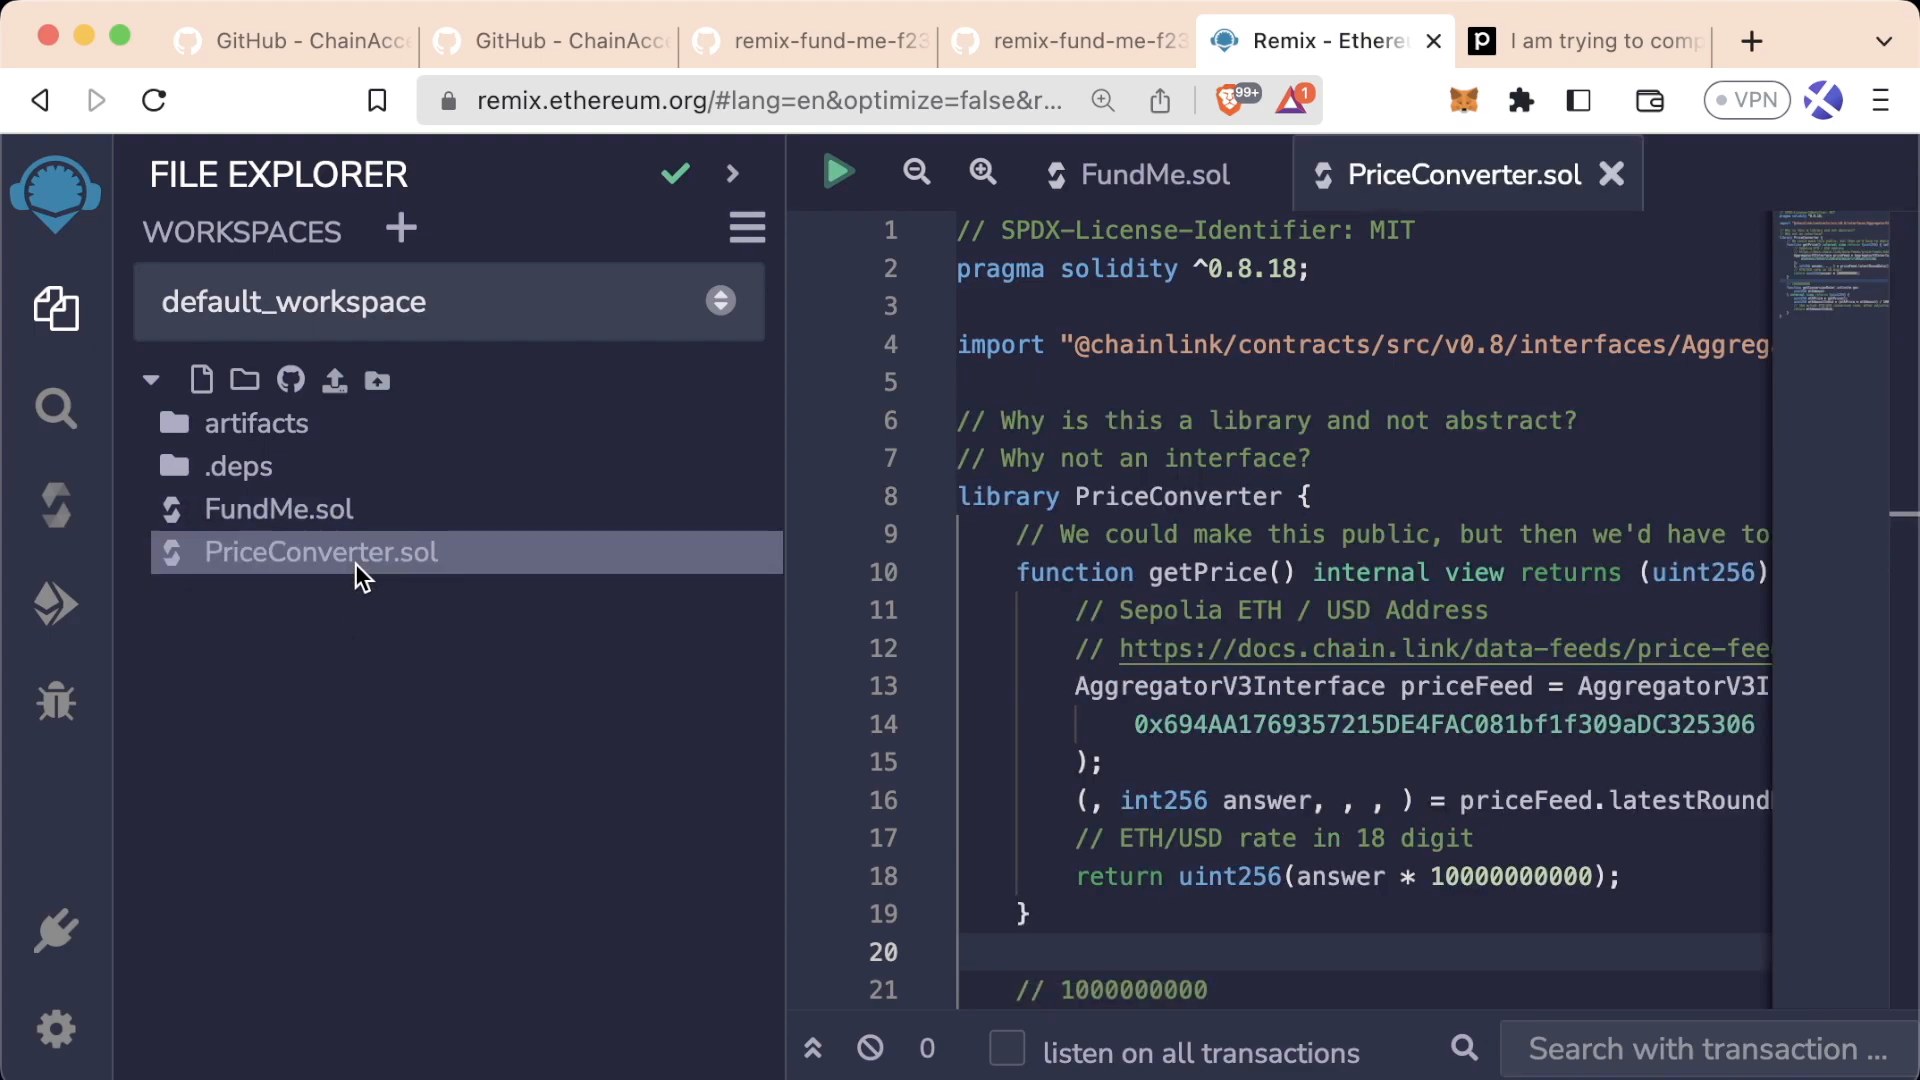 GitHub - ChainAcce
GitHub - ChainAcce
remix-fund-me-f23
remix-fund-me-f23
Remix - Ethere
I am trying to comp
remix.ethereum.org/#lang=en&optimize=false&r...
99+
1
VPN
FILE EXPLORER
WORKSPACES
default_workspace
artifacts
.deps
FundMe.sol
PriceConverter.sol
FundMe.sol
PriceConverter.sol
1 // SPDX-License-Identifier: MIT
2 pragma solidity ^0.8.18;
3
4 import "@chainlink/contracts/src/v0.8/interfaces/Aggreg
5
6 // Why is this a library and not abstract?
7 // Why not an interface?
8 library PriceConverter {
9 // We could make this public, but then we'd have to
10 function getPrice() internal view returns (uint256)
11 // Sepolia ETH / USD Address
12 // https://docs.chain.link/data-feeds/price-fee
13 AggregatorV3Interface priceFeed = AggregatorV3I
14 0x694AA1769357215DE4FAC081bf1f309aDC325306
15 );
16 (, int256 answer, , , ) = priceFeed.latestRound
17 // ETH/USD rate in 18 digit
18 return uint256(answer * 10000000000);
19 }
20
21 // 1000000000
0
listen on all transactions
Search with transaction ...